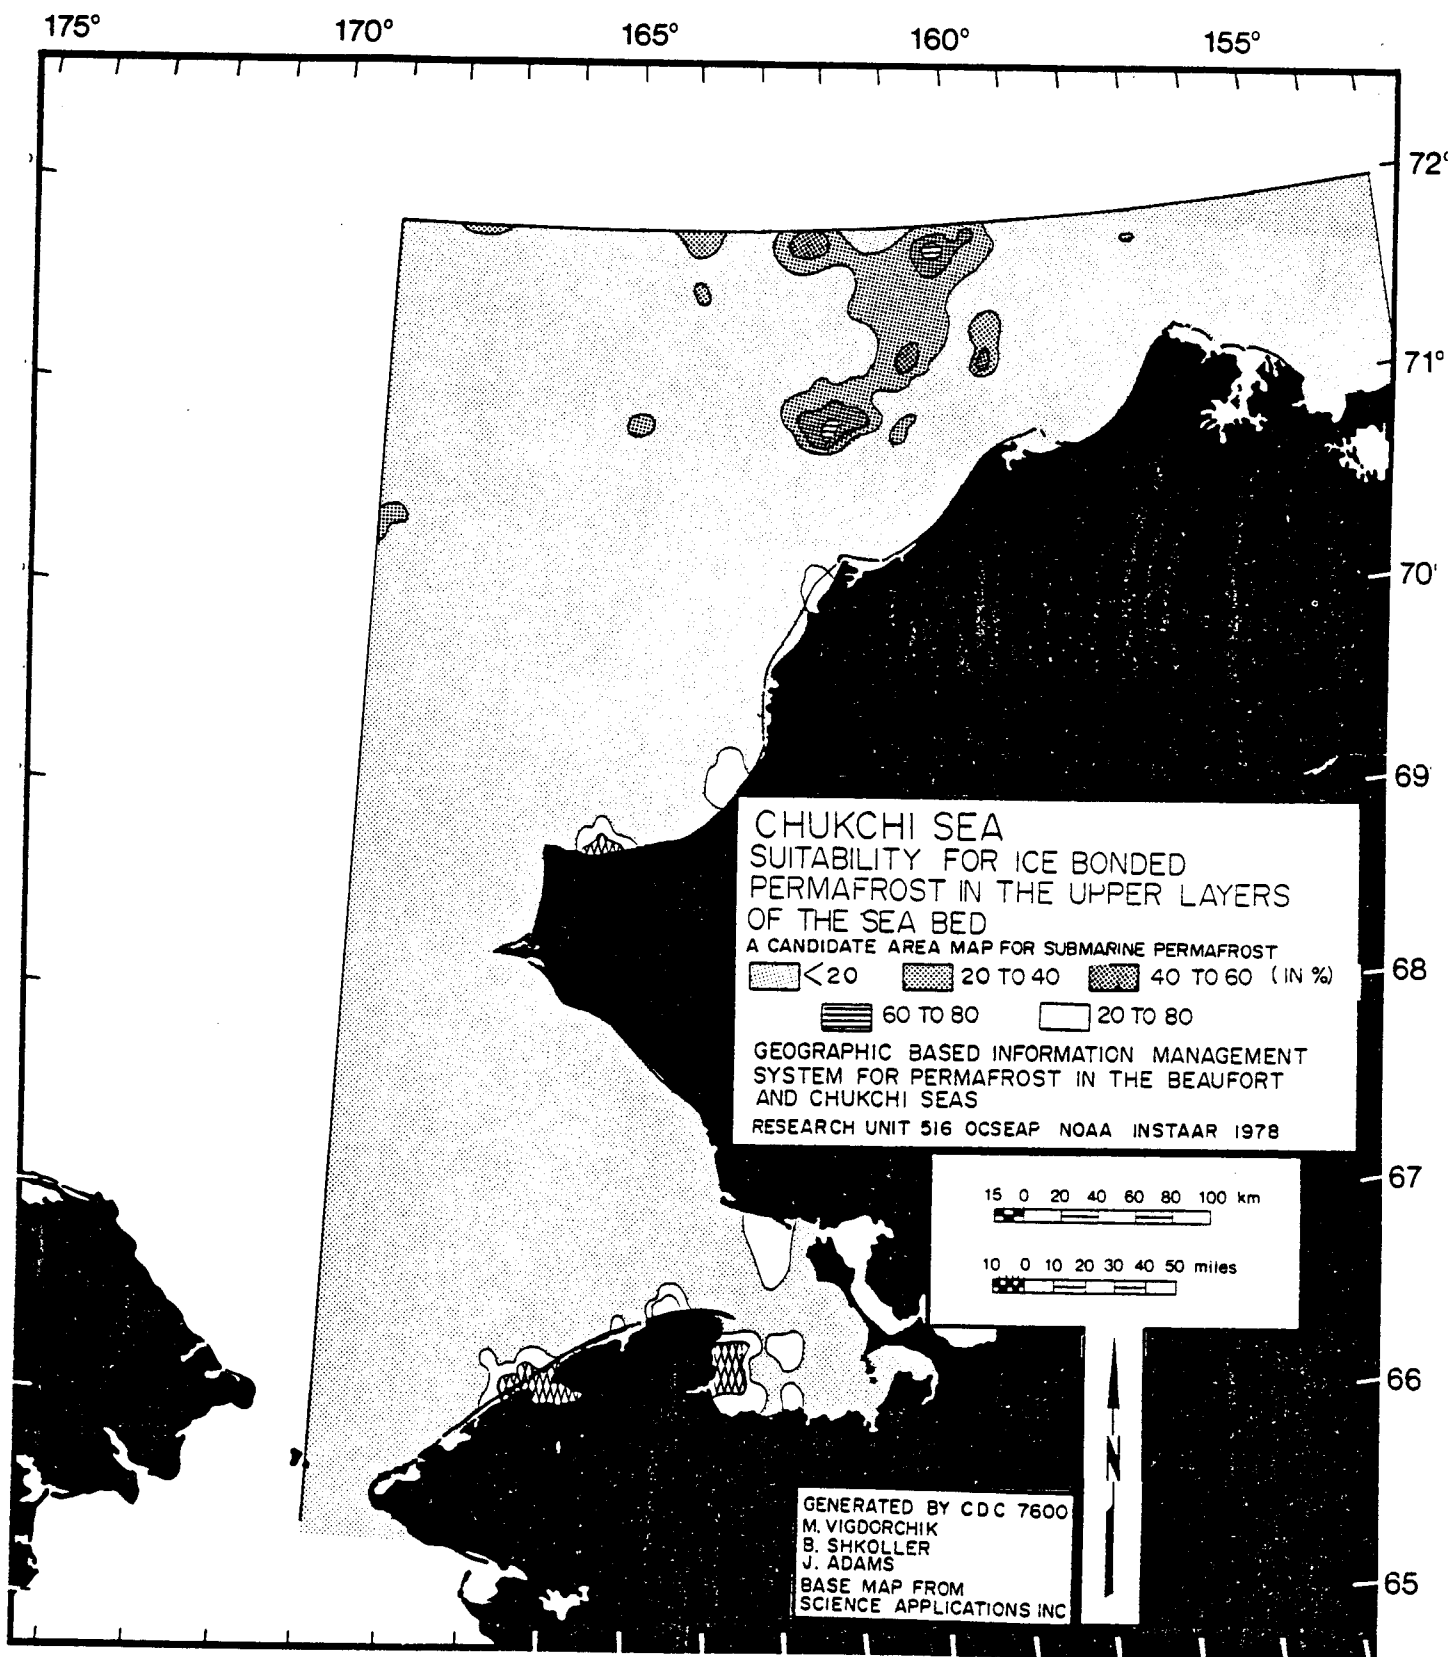 175° 170° 165° 160° 155°
72°
71°
70'
69
CHUKCHI SEA
SUITABILITY FOR ICE BONDED
PERMAFROST IN THE UPPER LAYERS
OF THE SEA BED
A CANDIDATE AREA MAP FOR SUBMARINE PERMAFROST
<20 20 TO 40 40 TO 60 (IN %)
68
60 TO 80 20 TO 80
GEOGRAPHIC BASED INFORMATION MANAGEMENT
SYSTEM FOR PERMAFROST IN THE BEAUFORT
AND CHUKCHI SEAS
RESEARCH UNIT 516 OCSEAP NOAA INSTAAR 1978
67
15 0 20 40 60 80 100 km
10 0 10 20 30 40 50 miles
66
N
GENERATED BY CDC 7600
M. VIGDORCHIK
B. SHKOLLER
J. ADAMS
BASE MAP FROM
SCIENCE APPLICATIONS INC
65